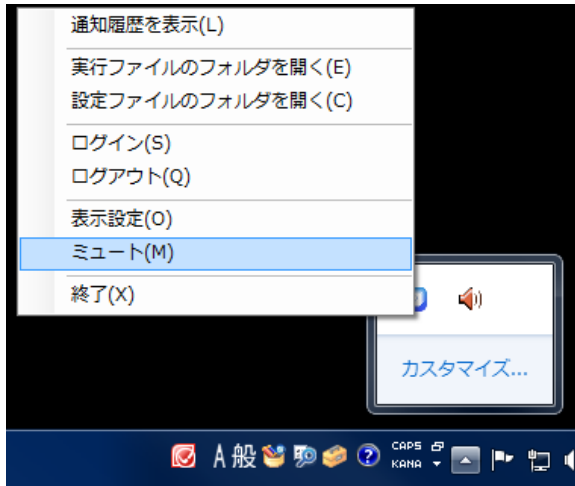 通知履歴を表示(L)
実行ファイルのフォルダを開く(E)
設定ファイルのフォルダを開く(C)
ログイン(S)
ログアウト(Q)
表示設定(O)
ミュート(M)
終了(X)
カスタマイズ...
A 般
CAPS
KANA